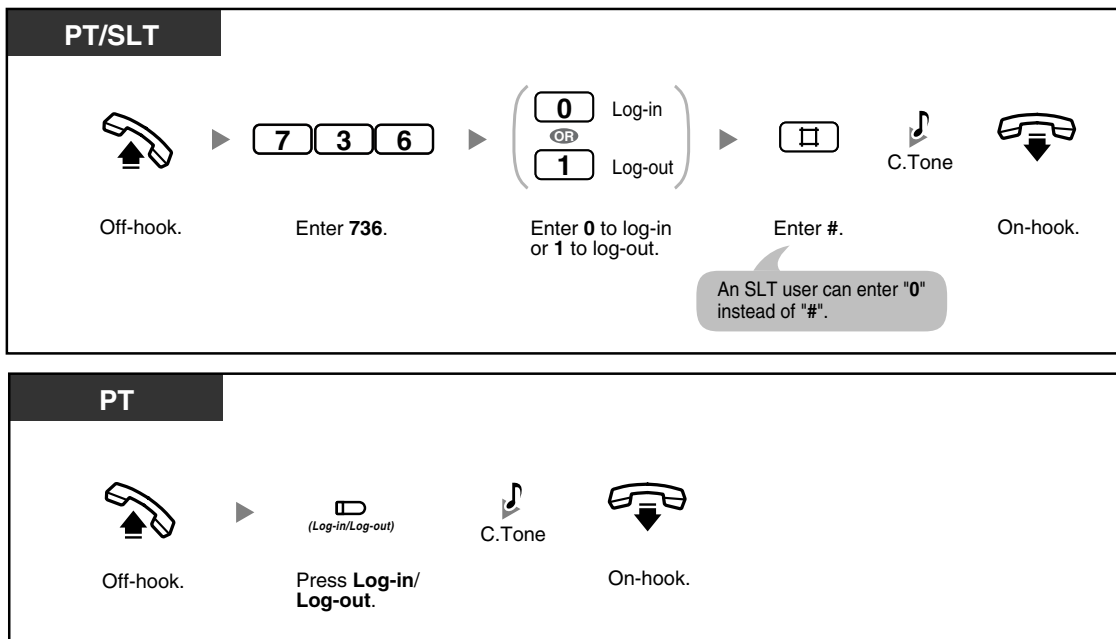 PT/SLT
7 3 6
0 Log-in
OR
1 Log-out
#
C.Tone
Off-hook.
Enter 736.
Enter 0 to log-in
or 1 to log-out.
Enter #.
On-hook.
An SLT user can enter "0"
instead of "#".
PT
(Log-in/Log-out)
C.Tone
Off-hook.
Press Log-in/
Log-out.
On-hook.